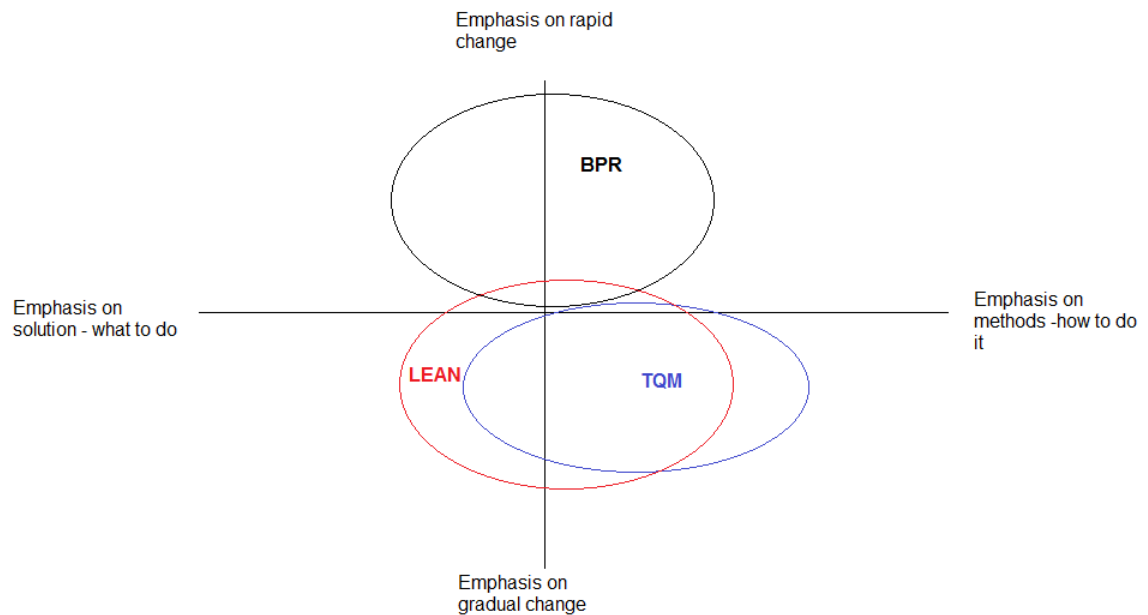 Emphasis on rapid
change
BPR
Emphasis on
solution - what to do
Emphasis on
methods -how to do
it
LEAN
TQM
Emphasis on
gradual change